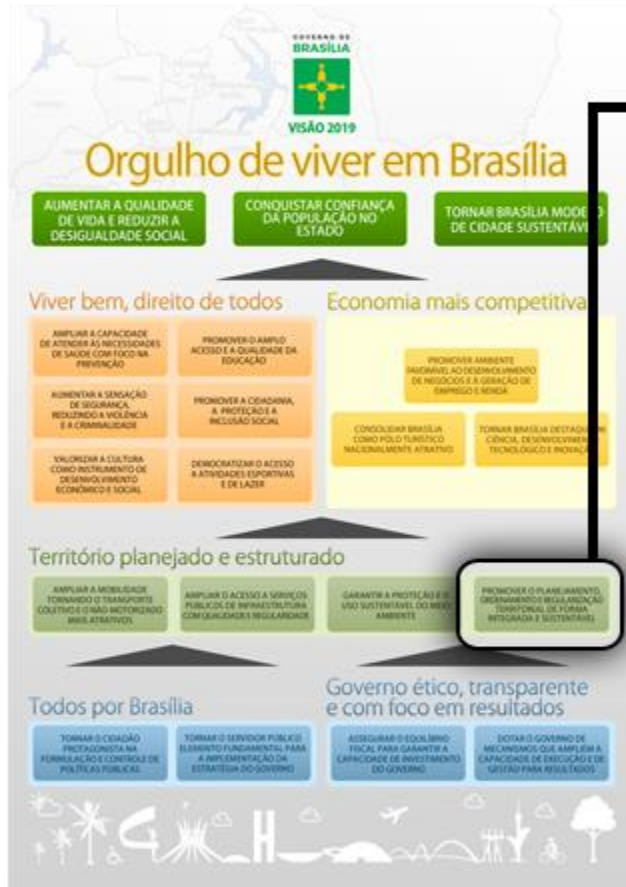 GOVERNO DE
BRASÍLIA
VISÃO 2019
Orgulho de viver em Brasília
AUMENTAR A QUALIDADE
DE VIDA E REDUZIR A
DESIGUALDADE SOCIAL
CONQUISTAR CONFIANÇA
DA POPULAÇÃO NO
ESTADO
TORNAR BRASÍLIA MODELO
DE CIDADE SUSTENTÁVEL
Viver bem, direito de todos
AMPLIAR A CAPACIDADE
DE ATENDER ÀS NECESSIDADES
DE SAÚDE COM FOCO NA
PREVENÇÃO
PROMOVER O AMPLO
ACESSO E A QUALIDADE DA
EDUCAÇÃO
AUMENTAR A SENSAÇÃO
DE SEGURANÇA,
REDUZINDO A VIOLÊNCIA
E A CRIMINALIDADE
PROMOVER A CIDADANIA,
A PROTEÇÃO E A
INCLUSÃO SOCIAL
VALORIZAR A CULTURA
COMO INSTRUMENTO DE
DESENVOLVIMENTO
ECONÔMICO E SOCIAL
DEMOCRATIZAR O ACESSO
A ATIVIDADES ESPORTIVAS
E DE LAZER
Economia mais competitiva
PROMOVER AMBIENTE
FAVORÁVEL AO DESENVOLVIMENTO
DE NEGÓCIOS E À GERAÇÃO DE
EMPREGO E RENDA
CONSOLIDAR BRASÍLIA
COMO POLO TURÍSTICO
NACIONALMENTE ATRATIVO
TORNAR BRASÍLIA DESTAQUE EM
CIÊNCIA, DESENVOLVIMENTO
TECNOLÓGICO E INOVAÇÃO
Território planejado e estruturado
AMPLIAR A MOBILIDADE
TORNANDO O TRANSPORTE
COLETIVO E O NÃO MOTORIZADO
MAIS ATRATIVOS
AMPLIAR O ACESSO A SERVIÇOS
PÚBLICOS DE INFRAESTRUTURA
COM QUALIDADE E REGULARIDADE
GARANTIR A PROTEÇÃO E O
USO SUSTENTÁVEL DO MEIO
AMBIENTE
PROMOVER O PLANEJAMENTO,
ORDENAMENTO E REGULARIZAÇÃO
TERRITORIAL DE FORMA
INTEGRADA E SUSTENTÁVEL
Todos por Brasília
TORNAR O CIDADÃO
PROTAGONISTA NA
FORMULAÇÃO E CONTROLE DE
POLÍTICAS PÚBLICAS
TORNAR O SERVIDOR PÚBLICO
ELEMENTO FUNDAMENTAL PARA
A IMPLEMENTAÇÃO DA
ESTRATÉGIA DO GOVERNO
Governo ético, transparente
e com foco em resultados
ASSEGURAR O EQUILÍBRIO
FISCAL PARA GARANTIR A
CAPACIDADE DE INVESTIMENTO
DO GOVERNO
DOTAR O GOVERNO DE
MECANISMOS QUE AMPLIEM A
CAPACIDADE DE EXECUÇÃO E DE
GESTÃO PARA RESULTADOS